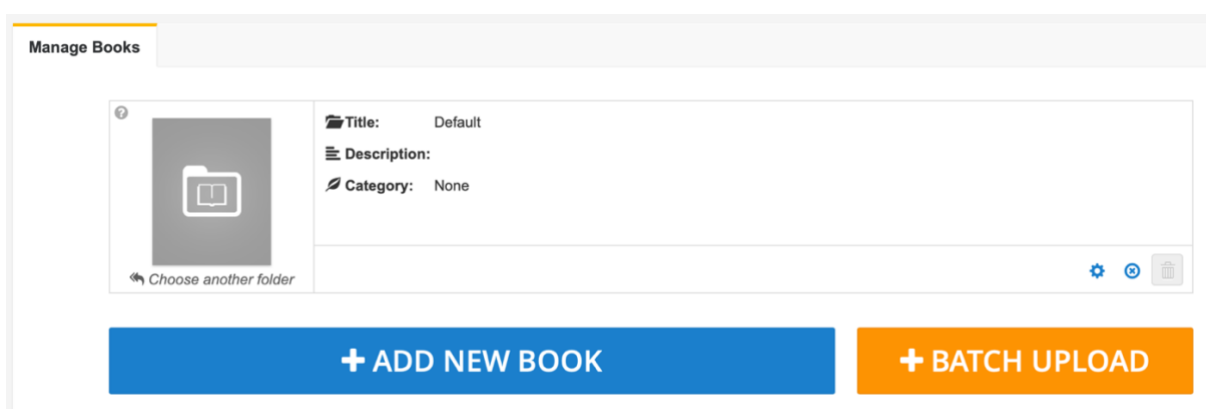 Manage Books
Title: Default
Description:
Category: None
Choose another folder
+ ADD NEW BOOK
+ BATCH UPLOAD